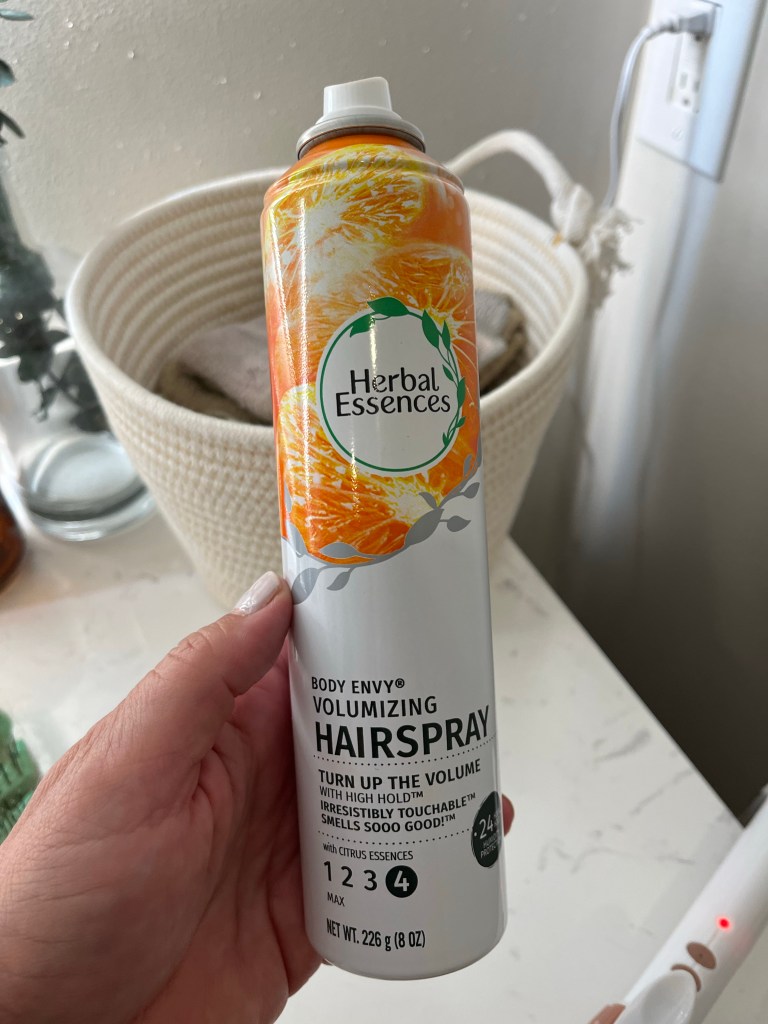 Herbal
Essences
BODY ENVY®
VOLUMIZING
HAIRSPRAY
TURN UP THE VOLUME
WITH HIGH HOLD™
IRRESISTIBLY TOUCHABLE™
SMELLS SOOO GOOD!™
24
with CITRUS ESSENCES
1 2 3 4
MAX
NET WT. 226 g (8 OZ)